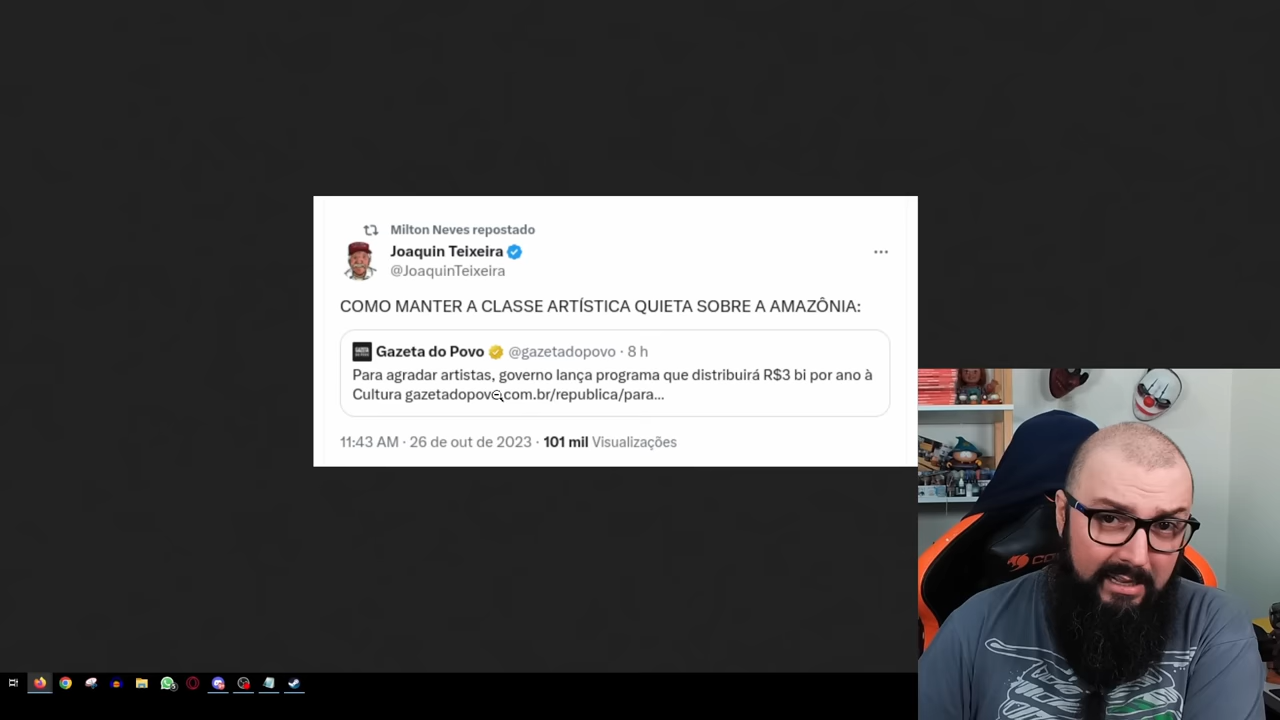 Milton Neves repostado
Joaquin Teixeira
@JoaquinTeixeira
COMO MANTER A CLASSE ARTÍSTICA QUIETA SOBRE A AMAZÔNIA:
Gazeta do Povo @gazetadopovo · 8 h
Para agradar artistas, governo lança programa que distribuirá R$3 bi por ano à
Cultura gazetadopovo.com.br/republica/para...
11:43 AM · 26 de out de 2023 · 101 mil Visualizações